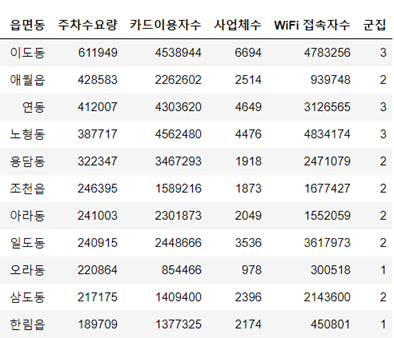 읍면동 주차수요량 카드이용자수 사업체수 WiFi 접속자수 군집
이도동 611949 4538944 6694 4783256 3
애월읍 428583 2262602 2514 939748 2
연동 412007 4303620 4649 3126565 3
노형동 387717 4562480 4476 4834174 3
용담동 322347 3467293 1918 2471079 2
조천읍 246395 1589216 1873 1677427 2
아라동 241003 2301873 2049 1552059 2
일도동 240915 2448666 3536 3617973 2
오라동 220864 854466 978 300518 1
삼도동 217175 1409400 2396 2143600 2
한림읍 189709 1377325 2174 450801 1